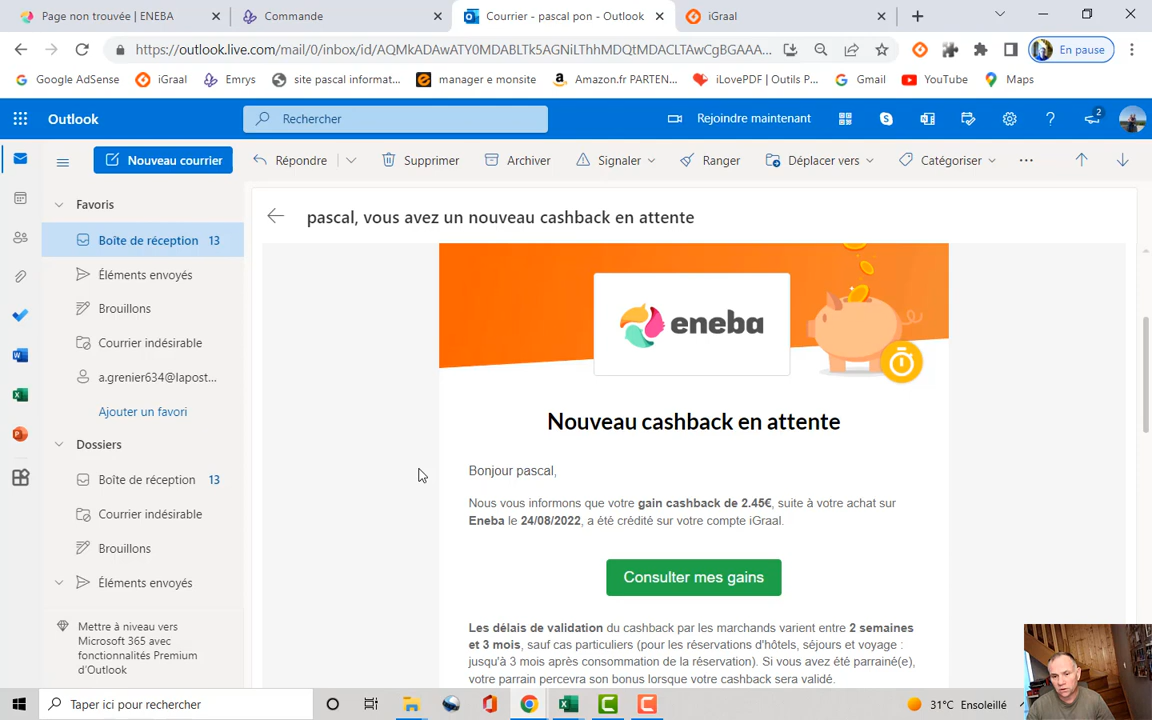 Page non trouvée | ENEBA
Commande
Courrier - pascal pon - Outlook
iGraal
https://outlook.live.com/mail/0/inbox/id/AQMkADAwATY0MDABLTk5AGNiLThhMDQtMDACLTAwCgBGAAA...
En pause
Google AdSense
iGraal
Emrys
site pascal informat...
manager e monsite
Amazon.fr PARTEN...
iLovePDF | Outils P...
Gmail
YouTube
Maps
Outlook
Rechercher
Rejoindre maintenant
2
Nouveau courrier
Répondre
Supprimer
Archiver
Signaler
Ranger
Déplacer vers
Catégoriser
Favoris
Boîte de réception 13
Éléments envoyés
Brouillons
Courrier indésirable
a.grenier634@lapost...
Ajouter un favori
Dossiers
Boîte de réception 13
Courrier indésirable
Brouillons
Éléments envoyés
Mettre à niveau vers
Microsoft 365 avec
fonctionnalités Premium
d'Outlook
pascal, vous avez un nouveau cashback en attente
eneba
Nouveau cashback en attente
Bonjour pascal,
Nous vous informons que votre gain cashback de 2.45€, suite à votre achat sur
Eneba le 24/08/2022, a été crédité sur votre compte iGraal.
Consulter mes gains
Les délais de validation du cashback par les marchands varient entre 2 semaines
et 3 mois, sauf cas particuliers (pour les réservations d'hôtels, séjours et voyage :
jusqu'à 3 mois après consommation de la réservation). Si vous avez été parrainé(e),
votre parrain percevra son bonus lorsque votre cashback sera validé.
Taper ici pour rechercher
31°C Ensoleillé